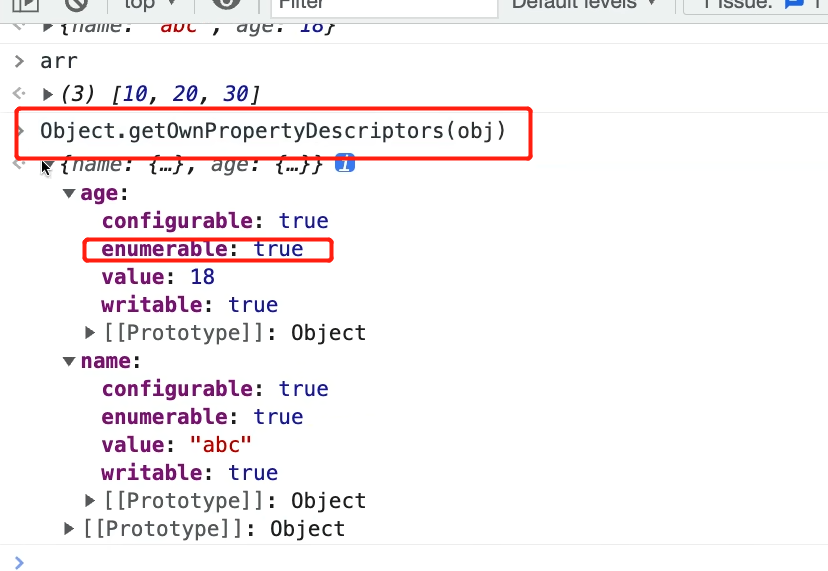 top ▼ Filter Default levels ▼ 1 Issue: 1
{name: "abc", age: 18}
> arr
(3) [10, 20, 30]
> Object.getOwnPropertyDescriptors(obj)
{name: {…}, age: {…}} i
▼ age:
configurable: true
enumerable: true
value: 18
writable: true
▶ [[Prototype]]: Object
▼ name:
configurable: true
enumerable: true
value: "abc"
writable: true
▶ [[Prototype]]: Object
▶ [[Prototype]]: Object
>